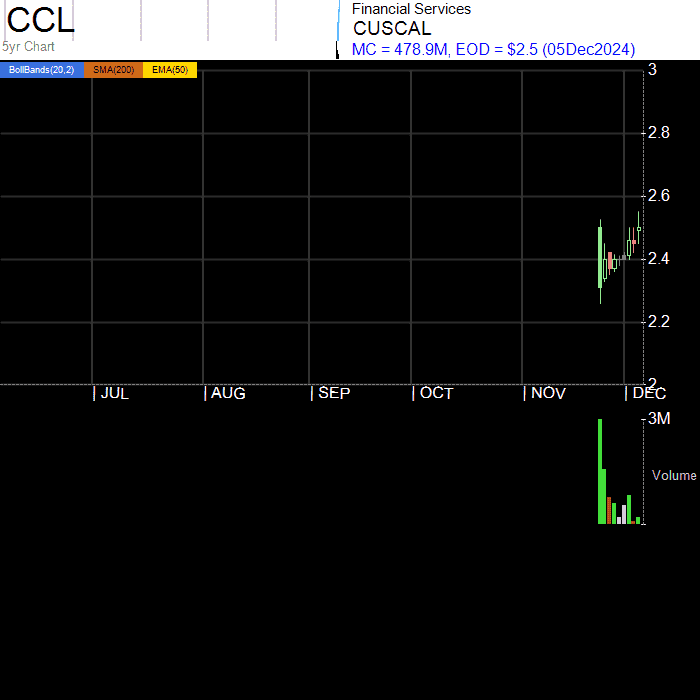 CCL
5yr Chart
Financial Services
CUSCAL
MC = 478.9M, EOD = $2.5 (05Dec2024)
BollBands(20,2) SMA(200) EMA(50)
3
2.8
2.6
2.4
2.2
2
| JUL | AUG | SEP | OCT | NOV | DEC
3M
Volume